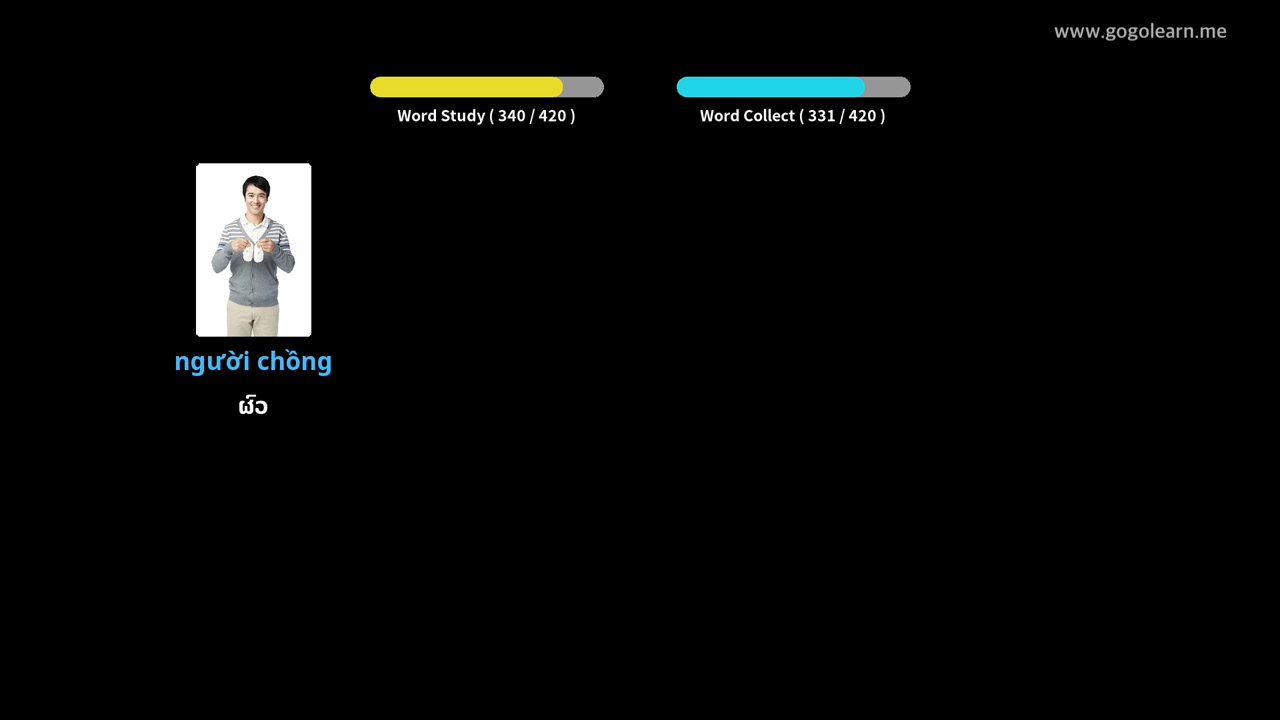 www.gogolearn.me
Word Study ( 340 / 420 )
Word Collect ( 331 / 420 )
người chồng
ຜົວ